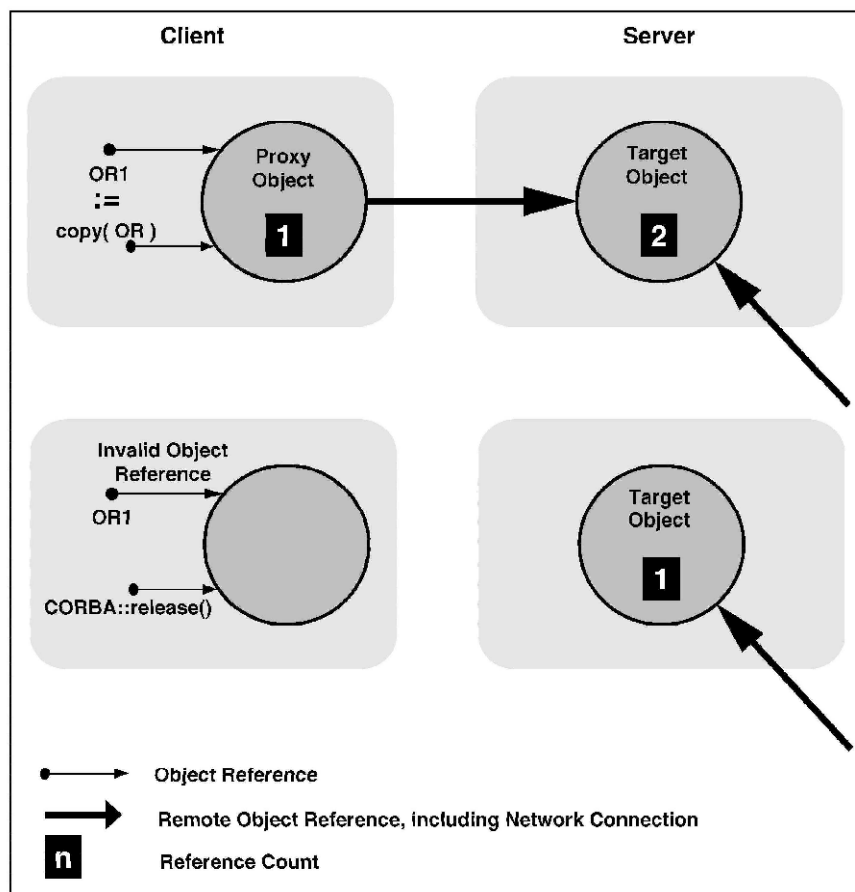 Client
Server
OR1
:=
copy( OR )
Proxy
Object
1
Target
Object
2
Invalid Object
Reference
OR1
CORBA::release()
Target
Object
1
Object Reference
Remote Object Reference, including Network Connection
n
Reference Count